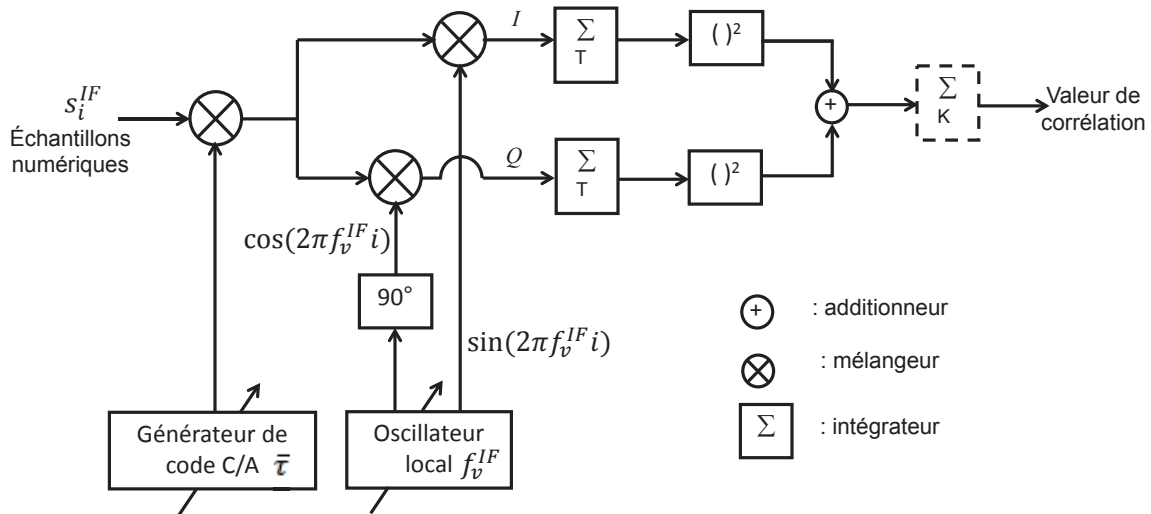 I
Σ
T
( )²
s_i^{IF}
Échantillons
numériques
+
Σ
K
Valeur de
corrélation
Q
Σ
T
( )²
cos(2πf_v^{IF}i)
90°
sin(2πf_v^{IF}i)
+ : additionneur
: mélangeur
Σ : intégrateur
Générateur de
code C/A τ̄
Oscillateur
local f_v^{IF}